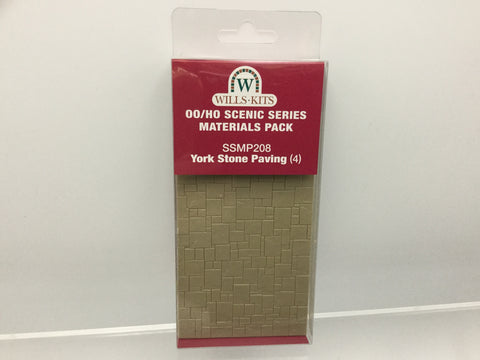 W
WILLS·KITS
OO/HO SCENIC SERIES
MATERIALS PACK
SSMP208
York Stone Paving (4)